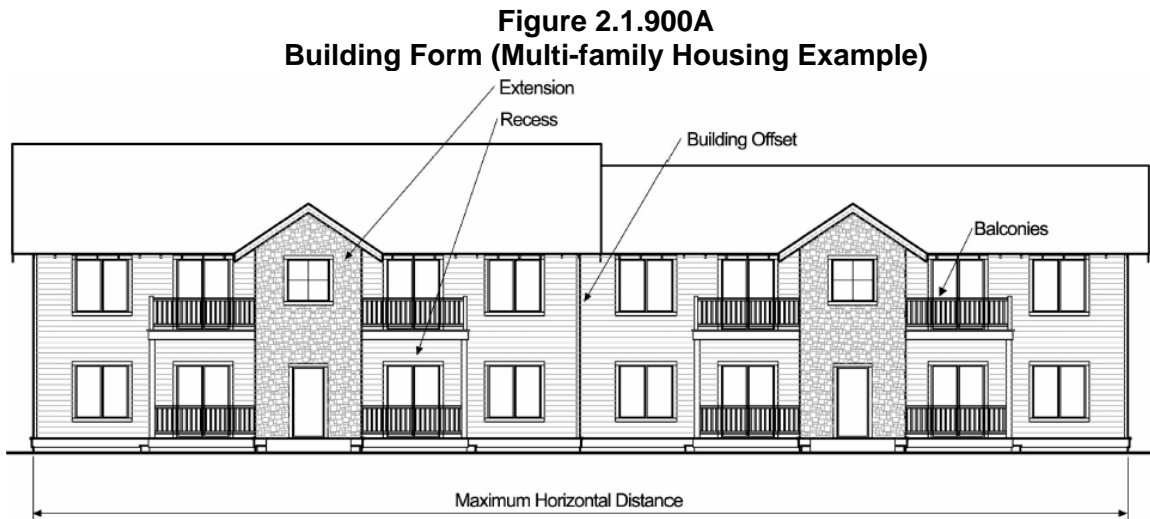 Figure 2.1.900A
Building Form (Multi-family Housing Example)
Extension
Recess
Building Offset
Balconies
Maximum Horizontal Distance